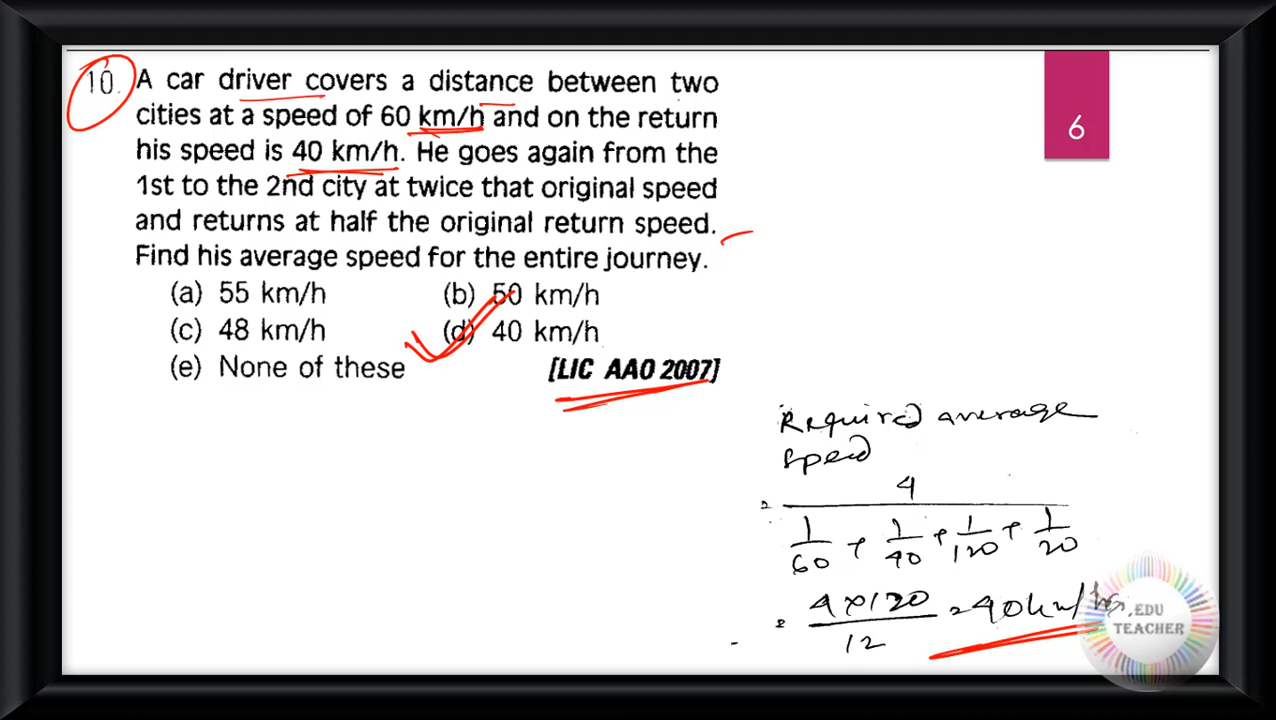 10. A car driver covers a distance between two
cities at a speed of 60 km/h and on the return
his speed is 40 km/h. He goes again from the
1st to the 2nd city at twice that original speed
and returns at half the original return speed.
Find his average speed for the entire journey.
(a) 55 km/h (b) 50 km/h
(c) 48 km/h (d) 40 km/h
(e) None of these [LIC AAO 2007]
6
Required average
speed
= 4
1/60 + 1/40 + 1/120 + 1/20
= 4×120/12 = 40 km/hr
EDU
TEACHER